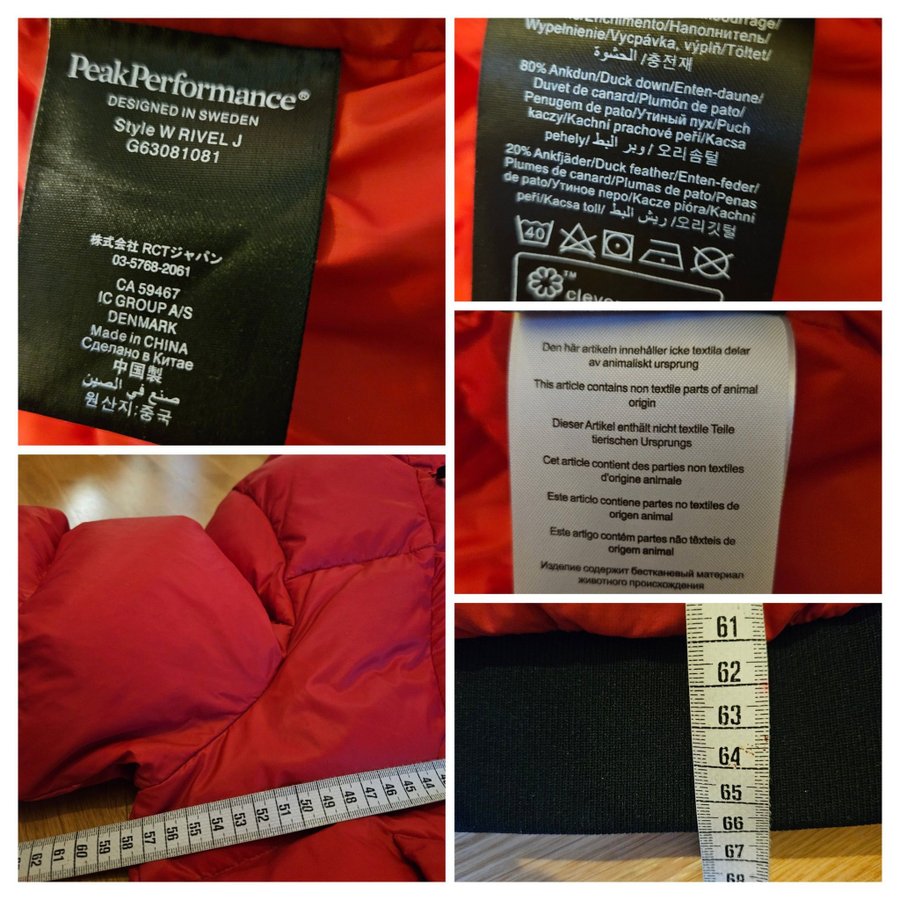 PeakPerformance®
DESIGNED IN SWEDEN
Style W RIVEL J
G63081081
株式会社 RCTジャパン
03-5768-2061
CA 59467
IC GROUP A/S
DENMARK
Made in CHINA
Сделано в Китае
中国製
صنع في الصين
원산지:중국
Enchimento/Наполнитель/
Wypełnienie/Vycpávka, výplň/Töltet/
الحشوة /충전재
80% Ankdun/Duck down/Enten-daune/
Duvet de canard/Plumón de pato/
Penugem de pato/Утиный пух/Puch
kaczy/Kachní prachové peří/Kacsa
pehely/ وبر البط /오리솜털
20% Ankfjäder/Duck feather/Enten-feder/
Plumes de canard/Plumas de pato/Penas
de pato/Утиное перо/Kacze pióra/Kachní
peří/Kacsa toll/ ريش البط /오리깃털
40
TM
Den här artikeln innehåller icke textila delar
av animaliskt ursprung
This article contains non textile parts of animal
origin
Dieser Artikel enthält nicht textile Teile
tierischen Ursprungs
Cet article contient des parties non textiles
d'origine animale
Este articlo contiene partes no textiles de
origen animal
Este artigo contém partes não têxteis de
origem animal
Изделие содержит бестканевый материал
животного происхождения
62 61 60 59 58 57 56 55 54 53 52 51 50 49 48 47 46 45 44
61
62
63
64
65
66
67
68